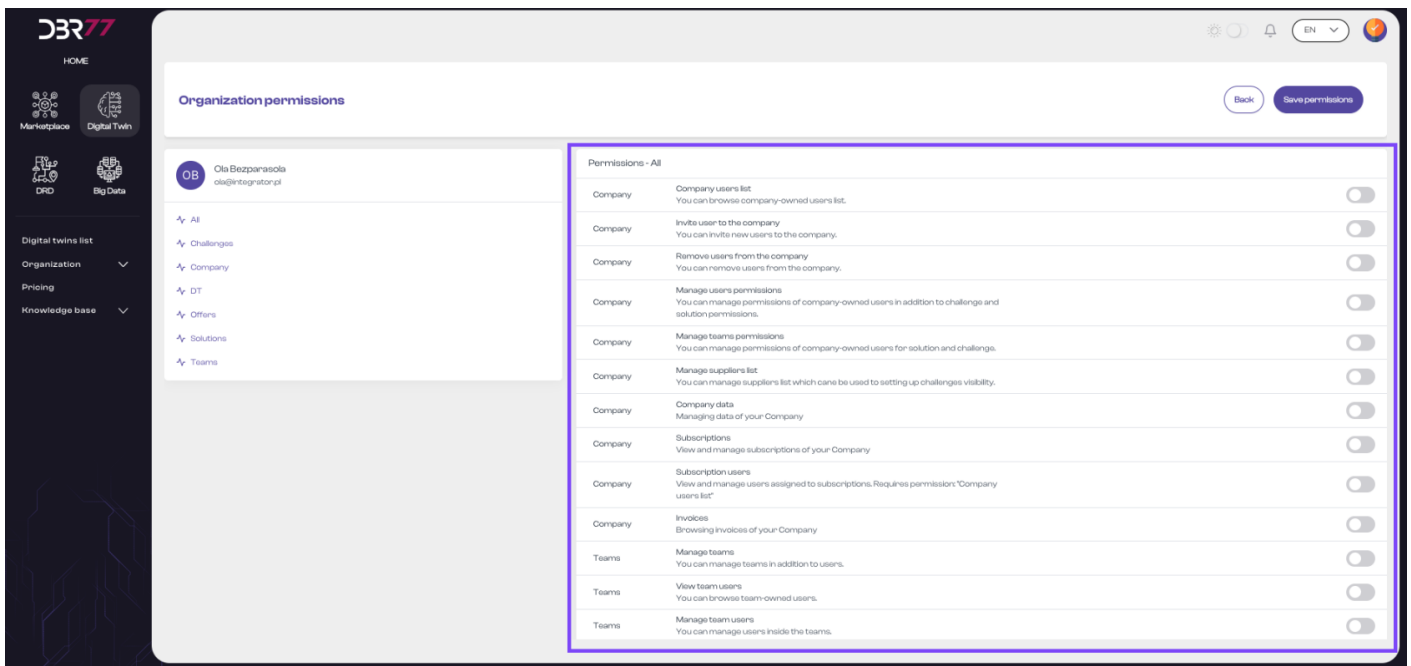 DBR77
HOME
EN
Marketplace
Digital Twin
DRD
Big Data
Digital twins list
Organization
Pricing
Knowledge base
Organization permissions
Back
Save permissions
OB
Ola Bezparasola
ola@integrator.pl
All
Challenges
Company
DT
Offers
Solutions
Teams
Permissions - All
Company
Company users list
You can browse company-owned users list.
Company
Invite user to the company
You can invite new users to the company.
Company
Remove users from the company
You can remove users from the company.
Company
Manage users permissions
You can manage permissions of company-owned users in addition to challenge and
solution permissions.
Company
Manage teams permissions
You can manage permissions of company-owned users for solution and challenge.
Company
Manage suppliers list
You can manage suppliers list which cane be used to setting up challenges visibility.
Company
Company data
Managing data of your Company
Company
Subscriptions
View and manage subscriptions of your Company
Company
Subscription users
View and manage users assigned to subscriptions. Requires permission: "Company
users list"
Company
Invoices
Browsing invoices of your Company
Teams
Manage teams
You can manage teams in addition to users.
Teams
View team users
You can browse team-owned users.
Teams
Manage team users
You can manage users inside the teams.